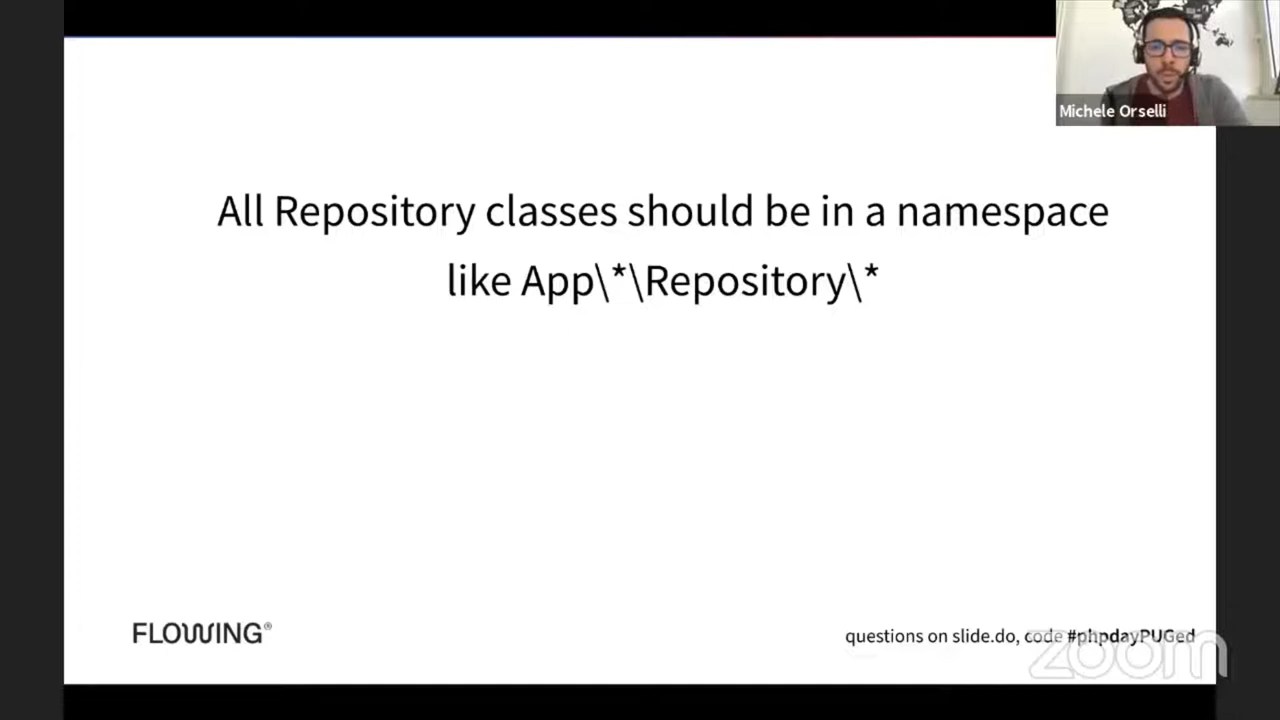 Michele Orselli
All Repository classes should be in a namespace
like App\*\Repository\*
FLOWING®
questions on slide.do, code #phpdayPUGed
zoom